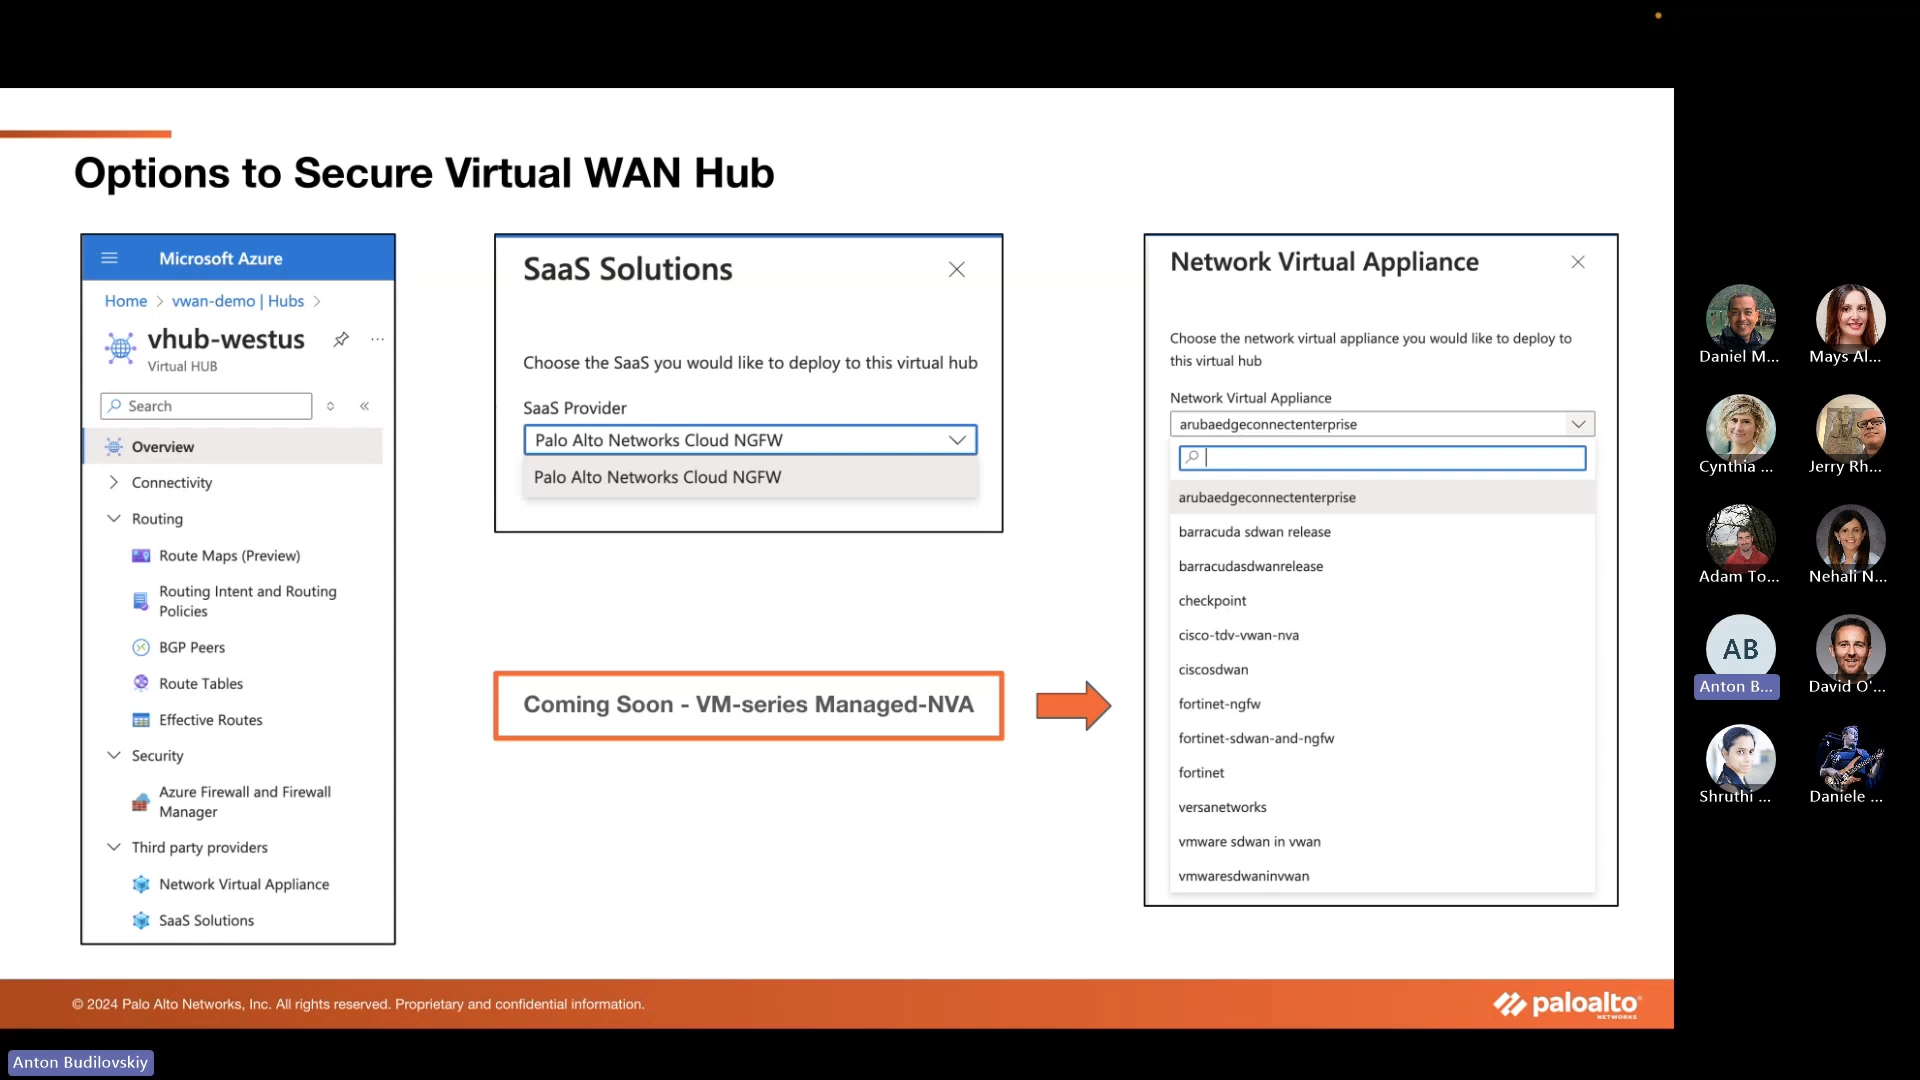 Options to Secure Virtual WAN Hub
Microsoft Azure
Home > vwan-demo | Hubs >
vhub-westus
Virtual HUB
Search
Overview
Connectivity
Routing
Route Maps (Preview)
Routing Intent and Routing
Policies
BGP Peers
Route Tables
Effective Routes
Security
Azure Firewall and Firewall
Manager
Third party providers
Network Virtual Appliance
SaaS Solutions
SaaS Solutions
Choose the SaaS you would like to deploy to this virtual hub
SaaS Provider
Palo Alto Networks Cloud NGFW
Palo Alto Networks Cloud NGFW
Coming Soon - VM-series Managed-NVA
Network Virtual Appliance
Choose the network virtual appliance you would like to deploy to
this virtual hub
Network Virtual Appliance
arubaedgeconnectenterprise
arubaedgeconnectenterprise
barracuda sdwan release
barracudasdwanrelease
checkpoint
cisco-tdv-vwan-nva
ciscosdwan
fortinet-ngfw
fortinet-sdwan-and-ngfw
fortinet
versanetworks
vmware sdwan in vwan
vmwaresdwaninvwan
© 2024 Palo Alto Networks, Inc. All rights reserved. Proprietary and confidential information.
paloalto
NETWORKS
Daniel M...
Mays Al...
Cynthia ...
Jerry Rh...
Adam To...
Nehali N...
AB
Anton B...
David O'...
Shruthi ...
Daniele ...
Anton Budilovskiy